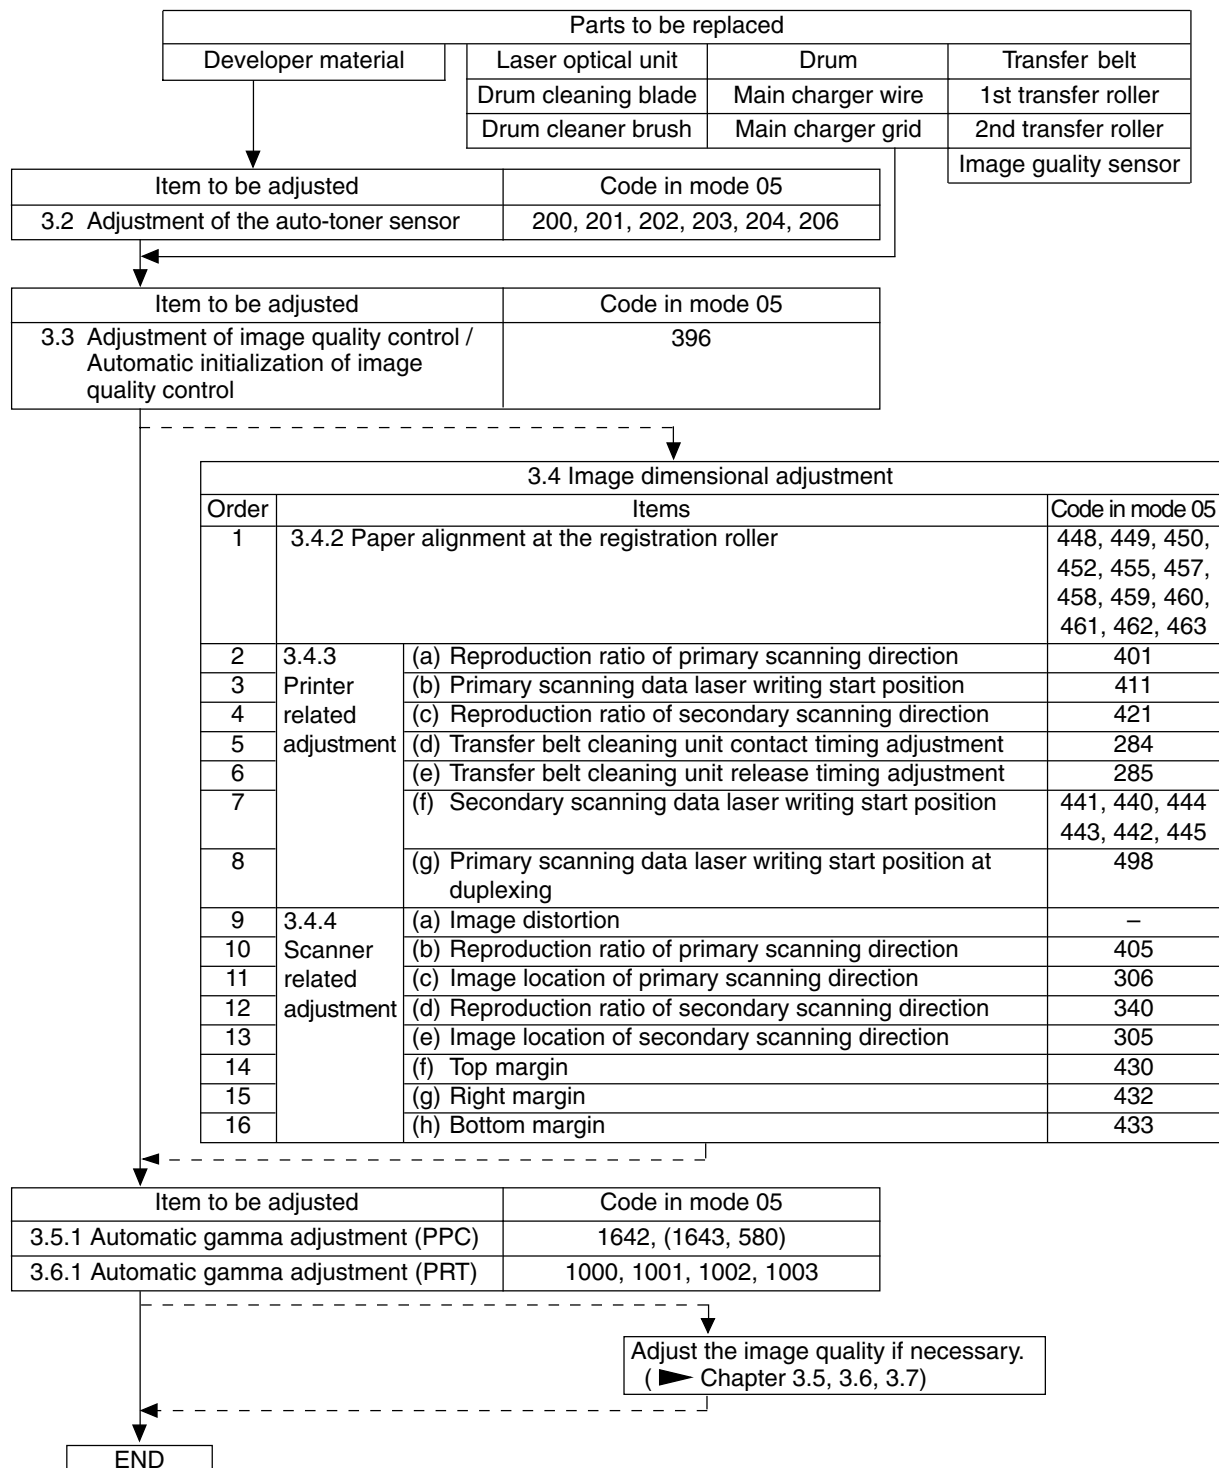 Parts to be replaced
Developer material
Laser optical unit
Drum
Transfer belt
Drum cleaning blade
Main charger wire
1st transfer roller
Drum cleaner brush
Main charger grid
2nd transfer roller
Image guality sensor
Item to be adjusted
Code in mode 05
3.2 Adjustment of the auto-toner sensor
200, 201, 202, 203, 204, 206
Item to be adjusted
Code in mode 05
3.3 Adjustment of image quality control /
Automatic initialization of image
quality control
396
3.4 Image dimensional adjustment
Order
Items
Code in mode 05
1
3.4.2 Paper alignment at the registration roller
448, 449, 450,
452, 455, 457,
458, 459, 460,
461, 462, 463
3.4.3
Printer
related
adjustment
2
(a) Reproduction ratio of primary scanning direction
401
3
(b) Primary scanning data laser writing start position
411
4
(c) Reproduction ratio of secondary scanning direction
421
5
(d) Transfer belt cleaning unit contact timing adjustment
284
6
(e) Transfer belt cleaning unit release timing adjustment
285
7
(f) Secondary scanning data laser writing start position
441, 440, 444
443, 442, 445
8
(g) Primary scanning data laser writing start position at
duplexing
498
3.4.4
Scanner
related
adjustment
9
(a) Image distortion
–
10
(b) Reproduction ratio of primary scanning direction
405
11
(c) Image location of primary scanning direction
306
12
(d) Reproduction ratio of secondary scanning direction
340
13
(e) Image location of secondary scanning direction
305
14
(f) Top margin
430
15
(g) Right margin
432
16
(h) Bottom margin
433
Item to be adjusted
Code in mode 05
3.5.1 Automatic gamma adjustment (PPC)
1642, (1643, 580)
3.6.1 Automatic gamma adjustment (PRT)
1000, 1001, 1002, 1003
Adjust the image quality if necessary.
( ► Chapter 3.5, 3.6, 3.7)
END